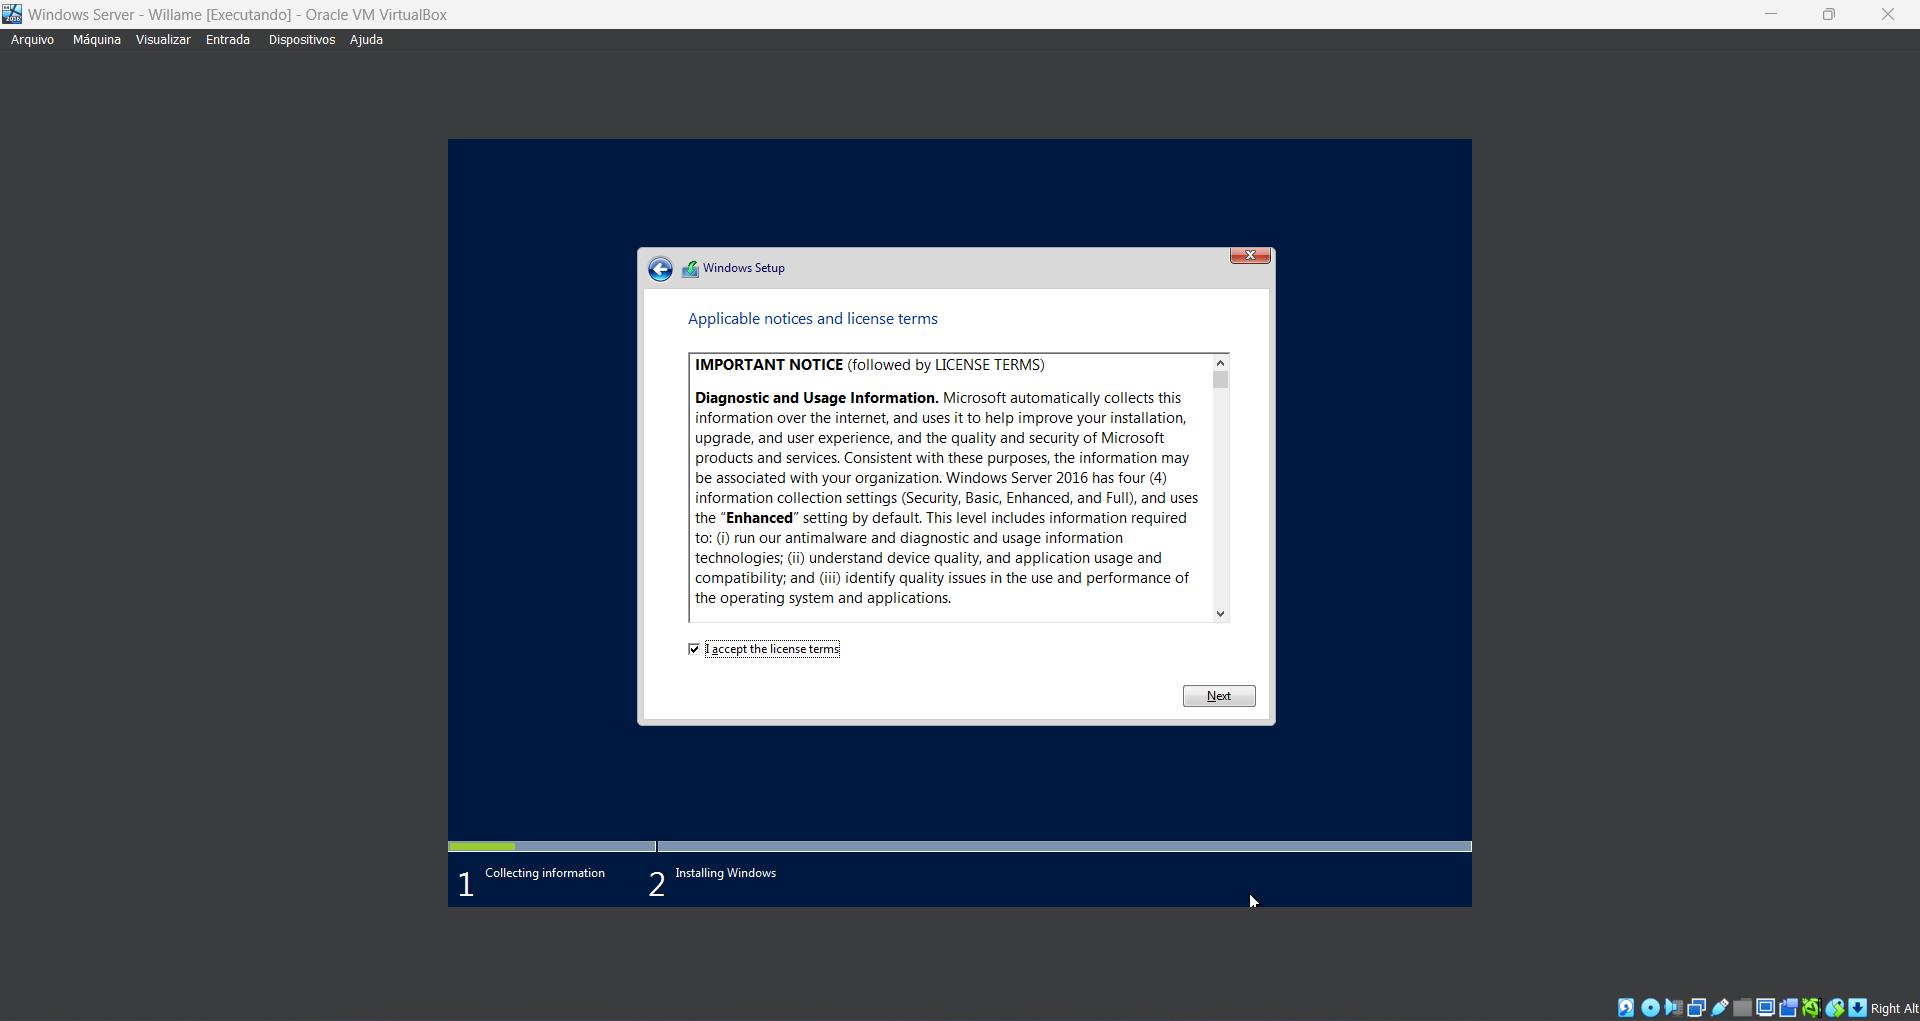 Windows Server - Willame [Executando] - Oracle VM VirtualBox
Arquivo Máquina Visualizar Entrada Dispositivos Ajuda
Windows Setup
Applicable notices and license terms
IMPORTANT NOTICE (followed by LICENSE TERMS)
Diagnostic and Usage Information. Microsoft automatically collects this
information over the internet, and uses it to help improve your installation,
upgrade, and user experience, and the quality and security of Microsoft
products and services. Consistent with these purposes, the information may
be associated with your organization. Windows Server 2016 has four (4)
information collection settings (Security, Basic, Enhanced, and Full), and uses
the “Enhanced” setting by default. This level includes information required
to: (i) run our antimalware and diagnostic and usage information
technologies; (ii) understand device quality, and application usage and
compatibility; and (iii) identify quality issues in the use and performance of
the operating system and applications.
I accept the license terms
Next
1 Collecting information 2 Installing Windows
Right Alt